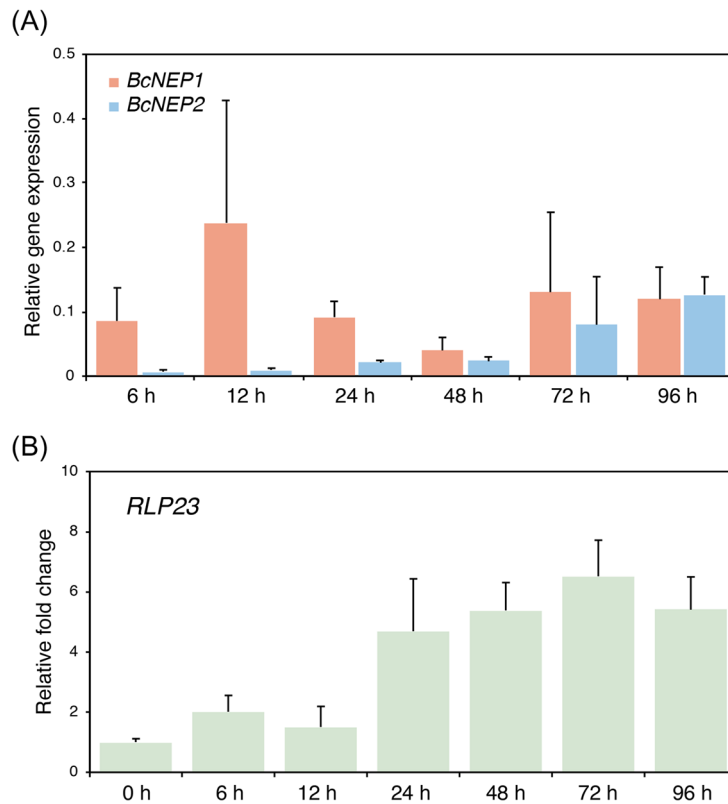 (A)
Relative gene expression
0.5
0.4
0.3
0.2
0.1
0
BcNEP1
BcNEP2
6 h 12 h 24 h 48 h 72 h 96 h
(B)
Relative fold change
10
8
6
4
2
0
RLP23
0 h 6 h 12 h 24 h 48 h 72 h 96 h